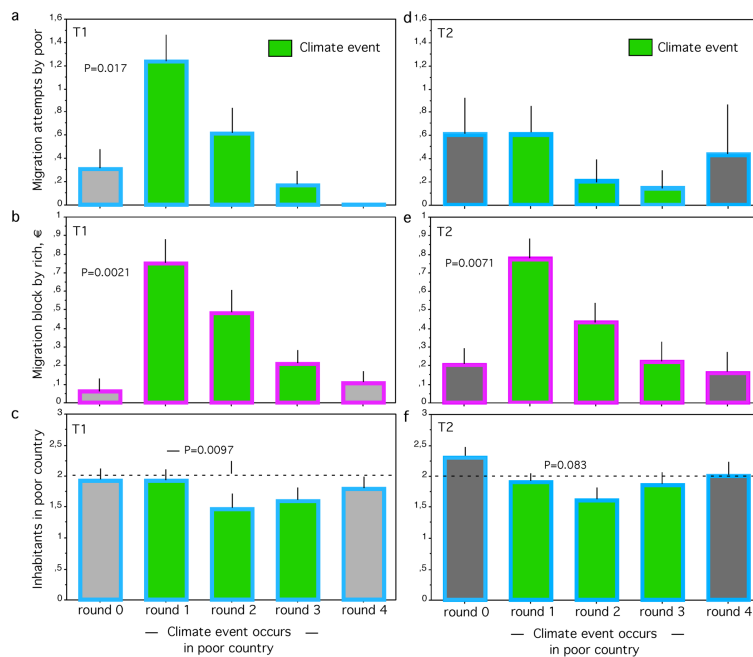 a
T1
Migration attempts by poor
1,6
1,4
1,2
1
,8
,6
,4
,2
0
P=0.017
Climate event
d
T2
1,6
1,4
1,2
1
,8
,6
,4
,2
0
Climate event
b
T1
Migration block by rich, €
1
,9
,8
,7
,6
,5
,4
,3
,2
,1
0
P=0.0021
e
T2
1
,9
,8
,7
,6
,5
,4
,3
,2
,1
0
P=0.0071
c
T1
Inhabitants in poor country
3
2,5
2
1,5
1
,5
0
P=0.0097
f
T2
3
2,5
2
1,5
1
,5
0
P=0.083
round 0 round 1 round 2 round 3 round 4
round 0 round 1 round 2 round 3 round 4
— Climate event occurs —
in poor country
— Climate event occurs —
in poor country